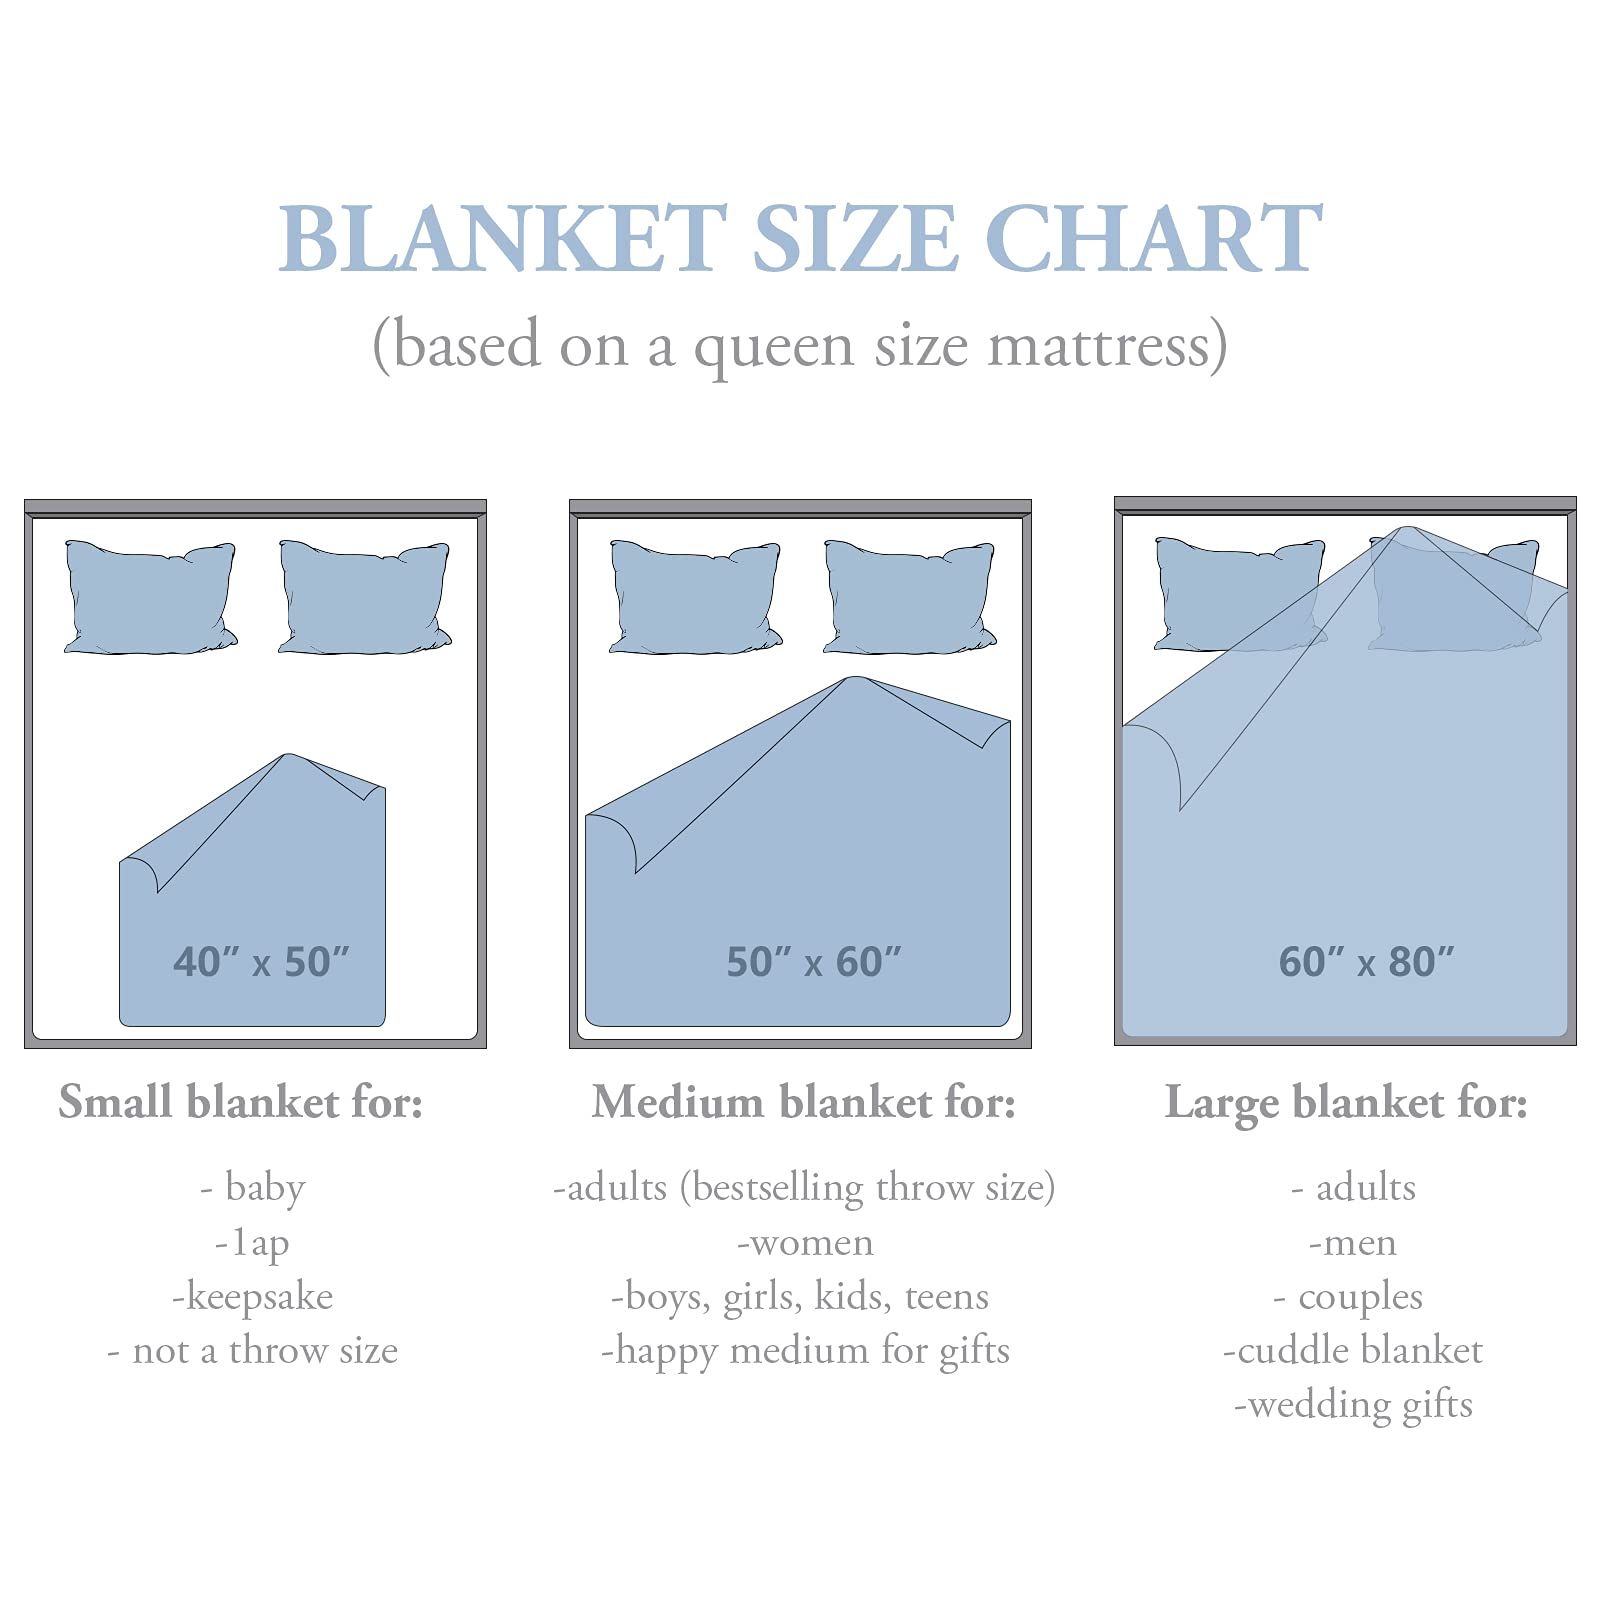 BLANKET SIZE CHART
(based on a queen size mattress)
40” x 50”
50” x 60”
60” x 80”
Small blanket for:
- baby
-1ap
-keepsake
- not a throw size
Medium blanket for:
-adults (bestselling throw size)
-women
-boys, girls, kids, teens
-happy medium for gifts
Large blanket for:
- adults
-men
- couples
-cuddle blanket
-wedding gifts